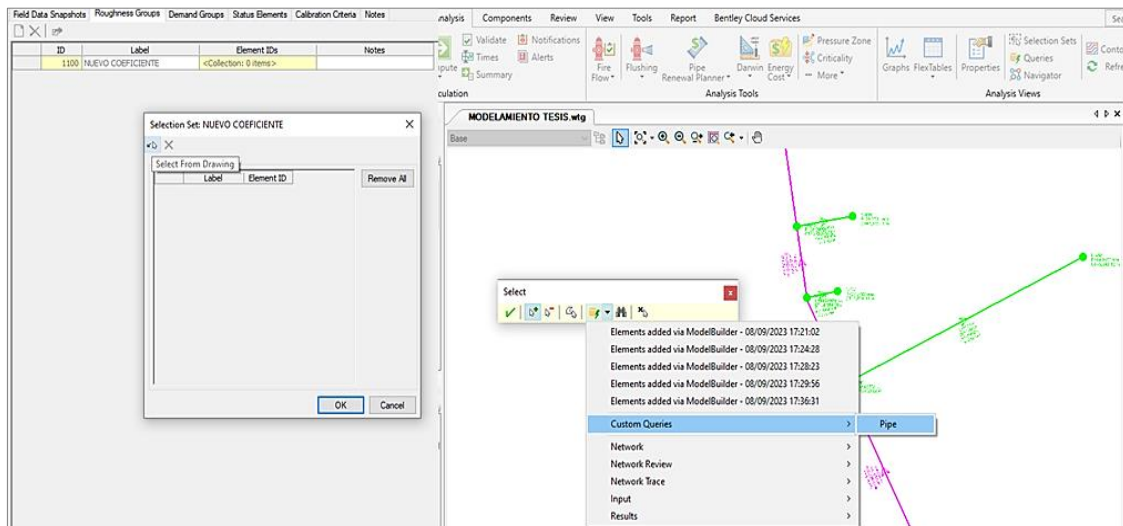 Field Data Snapshots Roughness Groups Demand Groups Status Elements Calibration Criteria Notes
ID Label Element IDs Notes
1100 NUEVO COEFICIENTE <Collection: 0 items>
Selection Set: NUEVO COEFICIENTE
Select From Drawing
Label Element ID
Remove All
OK Cancel
nalysis Components Review View Tools Report Bentley Cloud Services
Sea
pute
Validate
Times
Summary
Notifications
Alerts
culation
Fire Flow
Flushing
Pipe Renewal Planner
Darwin
Energy Cost
Pressure Zone
Criticality
More
Analysis Tools
Graphs
FlexTables
Properties
Selection Sets
Queries
Navigator
Conto
Refre
Analysis Views
MODELAMIENTO TESIS.wtg
Base
Select
Elements added via ModelBuilder - 08/09/2023 17:21:02
Elements added via ModelBuilder - 08/09/2023 17:24:28
Elements added via ModelBuilder - 08/09/2023 17:28:23
Elements added via ModelBuilder - 08/09/2023 17:29:56
Elements added via ModelBuilder - 08/09/2023 17:36:31
Custom Queries
Pipe
Network
Network Review
Network Trace
Input
Results